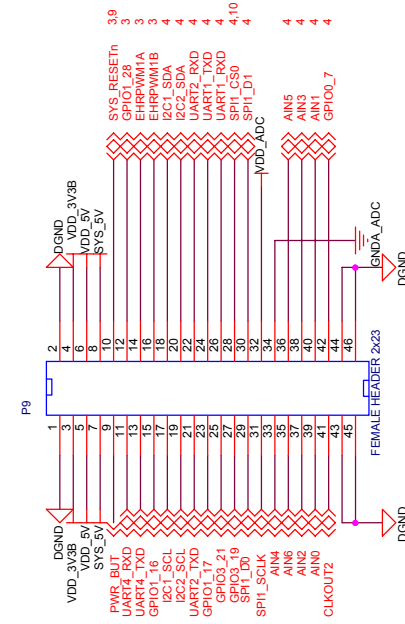 3,9
3
3
3
4
4
4
4
4
4,10
4
4
4
4
4
SYS_RESETn
GPIO1_28
EHRPWM1A
EHRPWM1B
I2C1_SDA
I2C2_SDA
UART2_RXD
UART1_TXD
UART1_RXD
SPI1_CS0
SPI1_D1
VDD_ADC
AIN5
AIN3
AIN1
GPIO0_7
DGND
VDD_3V3B
VDD_5V
SYS_5V
GNDA_ADC
DGND
2
4
6
8
10
12
14
16
18
20
22
24
26
28
30
32
34
36
38
40
42
44
46
P9
FEMALE HEADER 2x23
1
3
5
7
9
11
13
15
17
19
21
23
25
27
29
31
33
35
37
39
41
43
45
DGND
VDD_3V3B
VDD_5V
SYS_5V
PWR_BUT
UART4_RXD
UART4_TXD
GPIO1_16
I2C1_SCL
I2C2_SCL
UART2_TXD
GPIO1_17
GPIO3_21
GPIO3_19
SPI1_D0
SPI1_SCLK
AIN4
AIN6
AIN2
AIN0
CLKOUT2
DGND